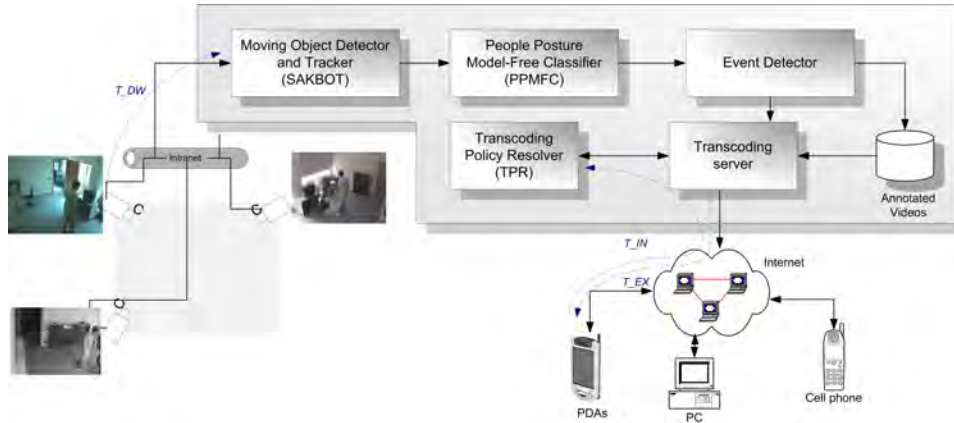 Moving Object Detector
and Tracker
(SAKBOT)
People Posture
Model-Free Classifier
(PPMFC)
Event Detector
T_DW
Transcoding
Policy Resolver
(TPR)
Transcoding
server
Intranet
Annotated
Videos
T_IN
Internet
T_EX
PDAs
PC
Cell phone